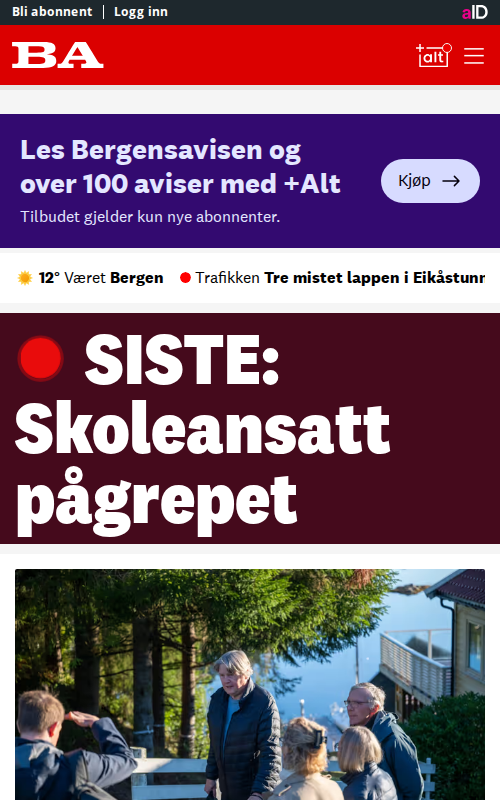 Bli abonnent | Logg inn aID
BA +alt
Les Bergensavisen og
over 100 aviser med +Alt
Tilbudet gjelder kun nye abonnenter.
Kjøp
12° Været Bergen Trafikken Tre mistet lappen i Eikåstunn
SISTE:
Skoleansatt
pågrepet